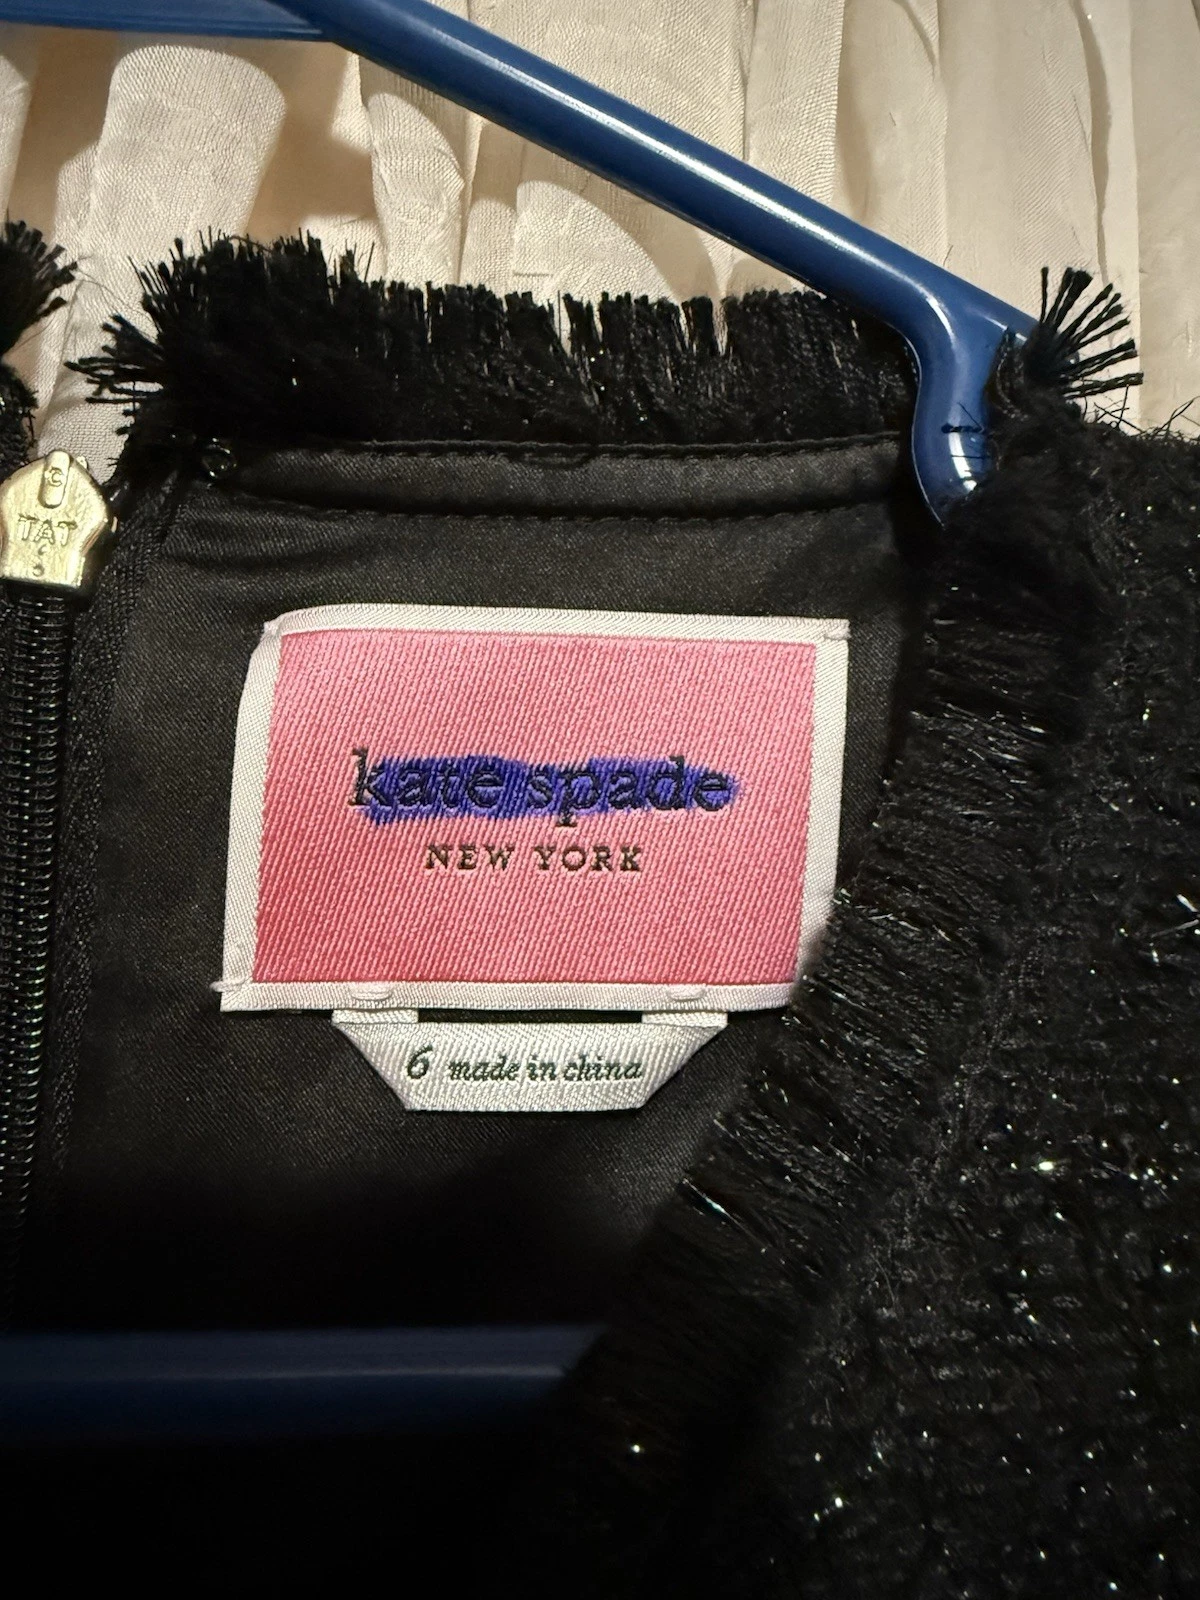 TAT
kate spade
NEW YORK
6 made in china